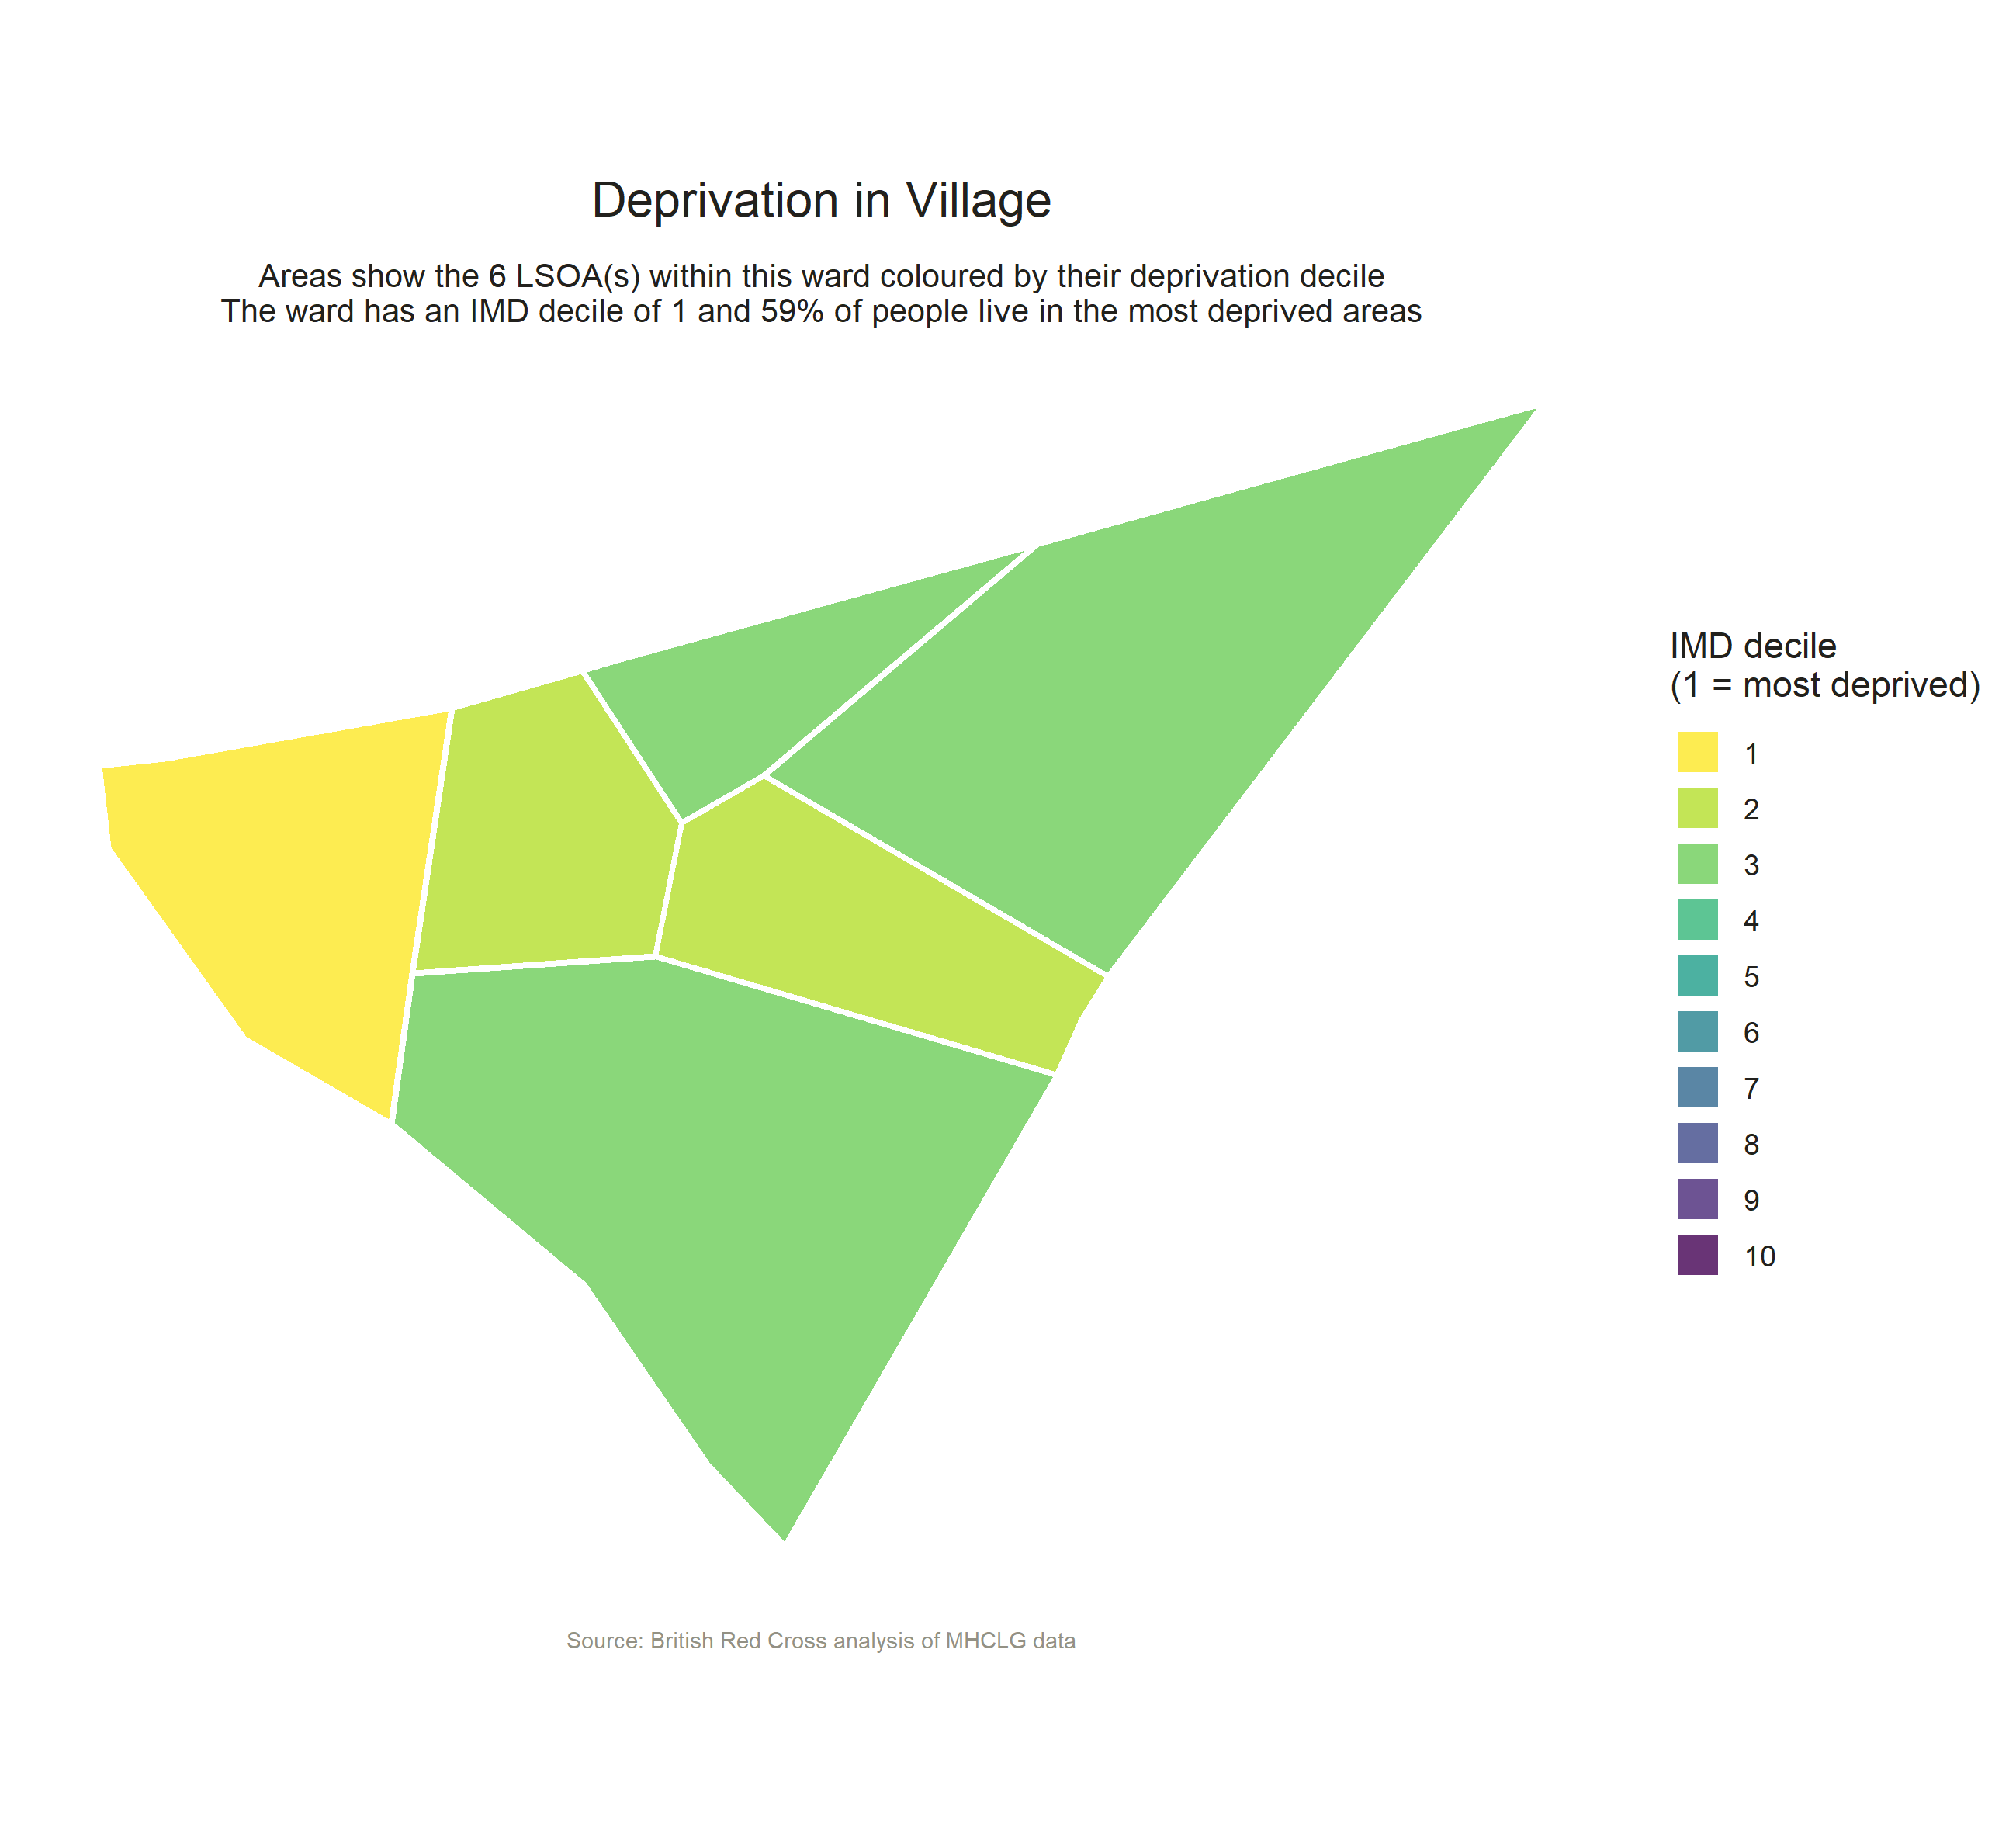 Deprivation in Village
Areas show the 6 LSOA(s) within this ward coloured by their deprivation decile
The ward has an IMD decile of 1 and 59% of people live in the most deprived areas
IMD decile
(1 = most deprived)
1
2
3
4
5
6
7
8
9
10
Source: British Red Cross analysis of MHCLG data